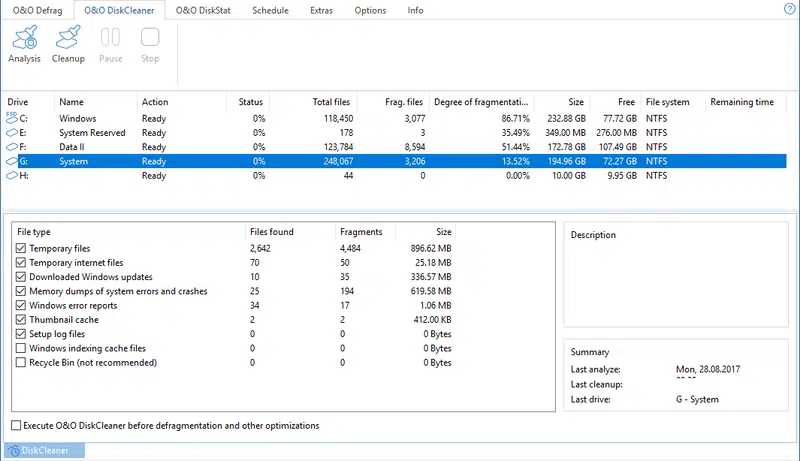 O&O Defrag O&O DiskCleaner O&O DiskStat Schedule Extras Options Info ?
Analysis Cleanup Pause Stop
Drive Name Action Status Total files Frag. files Degree of fragmentati... Size Free File system Remaining time
SSD C: Windows Ready 0% 118,450 3,077 86.71% 232.88 GB 77.72 GB NTFS
E: System Reserved Ready 0% 178 3 35.49% 349.00 MB 276.00 MB NTFS
F: Data II Ready 0% 123,784 8,594 51.44% 172.78 GB 107.49 GB NTFS
G: System Ready 0% 248,067 3,206 13.52% 194.96 GB 72.27 GB NTFS
H: Ready 0% 44 0 0.00% 10.00 GB 9.95 GB NTFS
File type Files found Fragments Size
Temporary files 2,642 4,484 896.62 MB
Temporary internet files 70 50 25.18 MB
Downloaded Windows updates 10 35 336.57 MB
Memory dumps of system errors and crashes 25 194 619.58 MB
Windows error reports 34 17 1.06 MB
Thumbnail cache 2 2 412.00 KB
Setup log files 0 0 0 Bytes
Windows indexing cache files 0 0 0 Bytes
Recycle Bin (not recommended) 0 0 0 Bytes
Description
Summary
Last analyze: Mon, 28.08.2017
Last cleanup:
Last drive: G - System
Execute O&O DiskCleaner before defragmentation and other optimizations
DiskCleaner